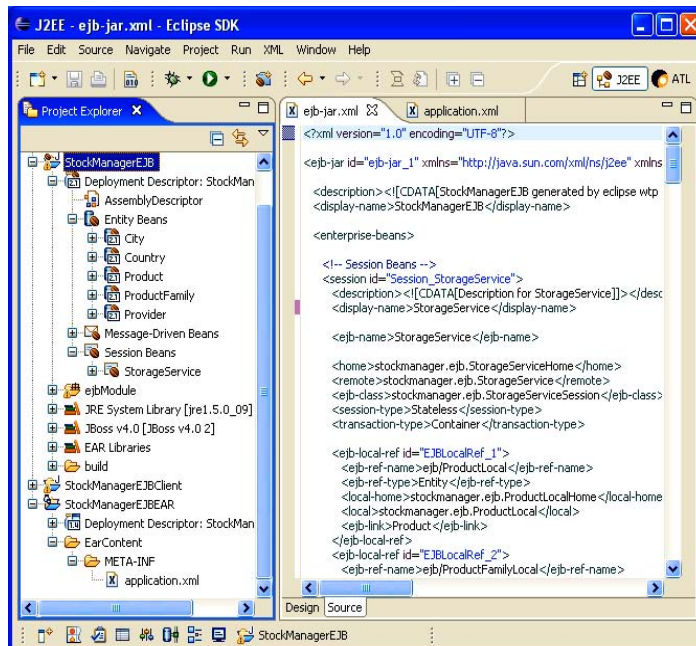 J2EE - ejb-jar.xml - Eclipse SDK
File Edit Source Navigate Project Run XML Window Help
J2EE ATL
Project Explorer
StockManagerEJB
Deployment Descriptor: StockMan
AssemblyDescriptor
Entity Beans
City
Country
Product
ProductFamily
Provider
Message-Driven Beans
Session Beans
StorageService
ejbModule
JRE System Library [jre1.5.0_09]
JBoss v4.0 [JBoss v4.0 2]
EAR Libraries
build
StockManagerEJBClient
StockManagerEJBEAR
Deployment Descriptor: StockMan
EarContent
META-INF
application.xml
ejb-jar.xml application.xml
<?xml version="1.0" encoding="UTF-8"?>
<ejb-jar id="ejb-jar_1" xmlns="http://java.sun.com/xml/ns/j2ee" xmlns
<description><![CDATA[StockManagerEJB generated by eclipse wtp
<display-name>StockManagerEJB</display-name>
<enterprise-beans>
<!-- Session Beans -->
<session id="Session_StorageService">
<description><![CDATA[Description for StorageService]]></desc
<display-name>StorageService</display-name>
<ejb-name>StorageService</ejb-name>
<home>stockmanager.ejb.StorageServiceHome</home>
<remote>stockmanager.ejb.StorageService</remote>
<ejb-class>stockmanager.ejb.StorageServiceSession</ejb-class>
<session-type>Stateless</session-type>
<transaction-type>Container</transaction-type>
<ejb-local-ref id="EJBLocalRef_1">
<ejb-ref-name>ejb/ProductLocal</ejb-ref-name>
<ejb-ref-type>Entity</ejb-ref-type>
<local-home>stockmanager.ejb.ProductLocalHome</local-home
<local>stockmanager.ejb.ProductLocal</local>
<ejb-link>Product</ejb-link>
</ejb-local-ref>
<ejb-local-ref id="EJBLocalRef_2">
<ejb-ref-name>ejb/ProductFamilyLocal</ejb-ref-name>
Design Source
StockManagerEJB